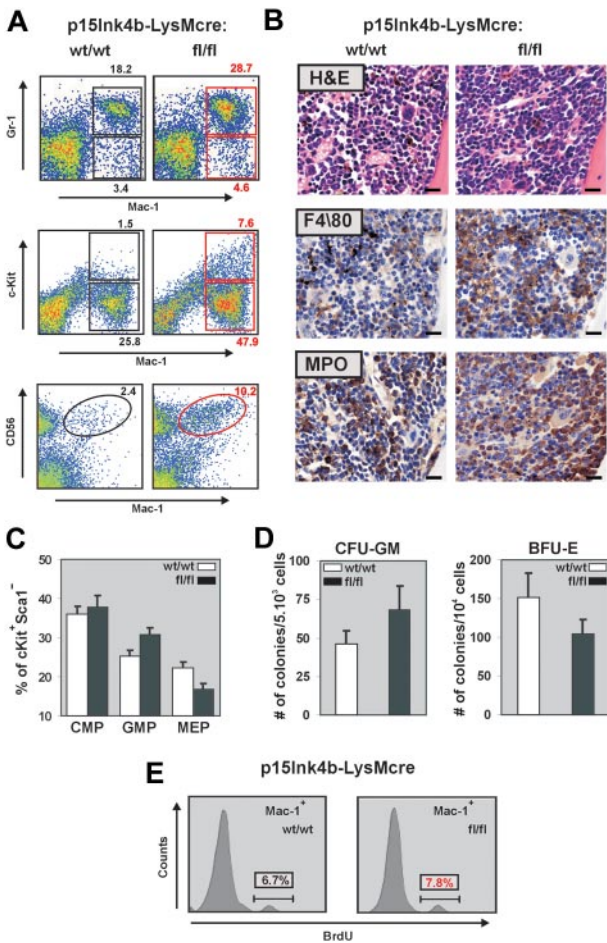 A
p15Ink4b-LysMcre:
wt/wt fl/fl
18.2 28.7
Gr-1
3.4 4.6
Mac-1
1.5 7.6
c-Kit
25.8 47.9
Mac-1
2.4 10.2
CD56
Mac-1
B
p15Ink4b-LysMcre:
wt/wt fl/fl
H&E
F4\80
MPO
C
wt/wt
fl/fl
% of cKit+ Sca1−
50
40
30
20
10
CMP GMP MEP
D
CFU-GM
wt/wt
fl/fl
# of colonies/5.10³ cells
100
75
50
25
0
BFU-E
wt/wt
fl/fl
# of colonies/10⁴ cells
200
150
100
50
0
E
p15Ink4b-LysMcre
Counts
Mac-1+
wt/wt
6.7%
Mac-1+
fl/fl
7.8%
BrdU